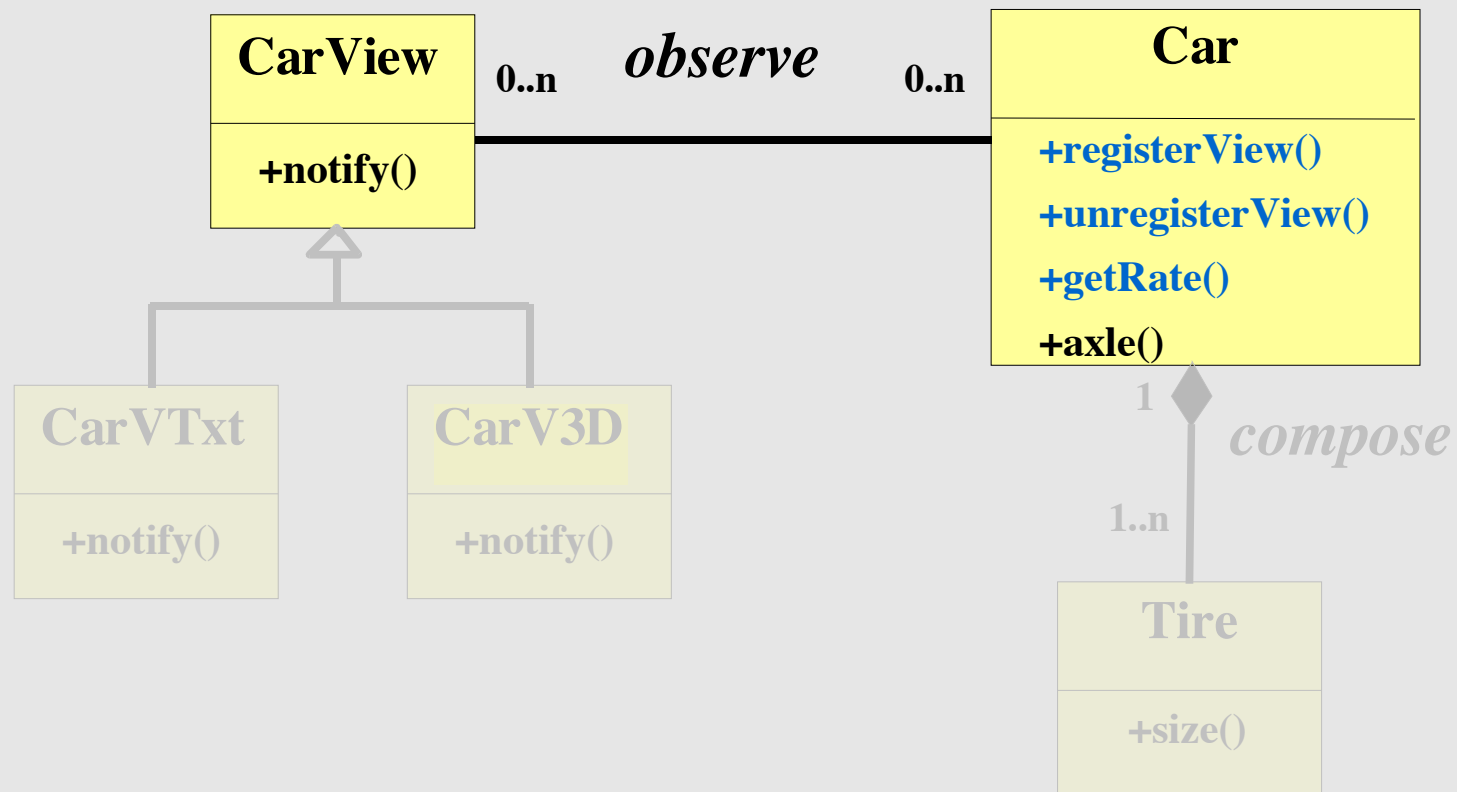 CarView
+notify()
0..n
observe
0..n
Car
+registerView()
+unregisterView()
+getRate()
+axle()
CarVTxt
+notify()
CarV3D
+notify()
1
compose
1..n
Tire
+size()